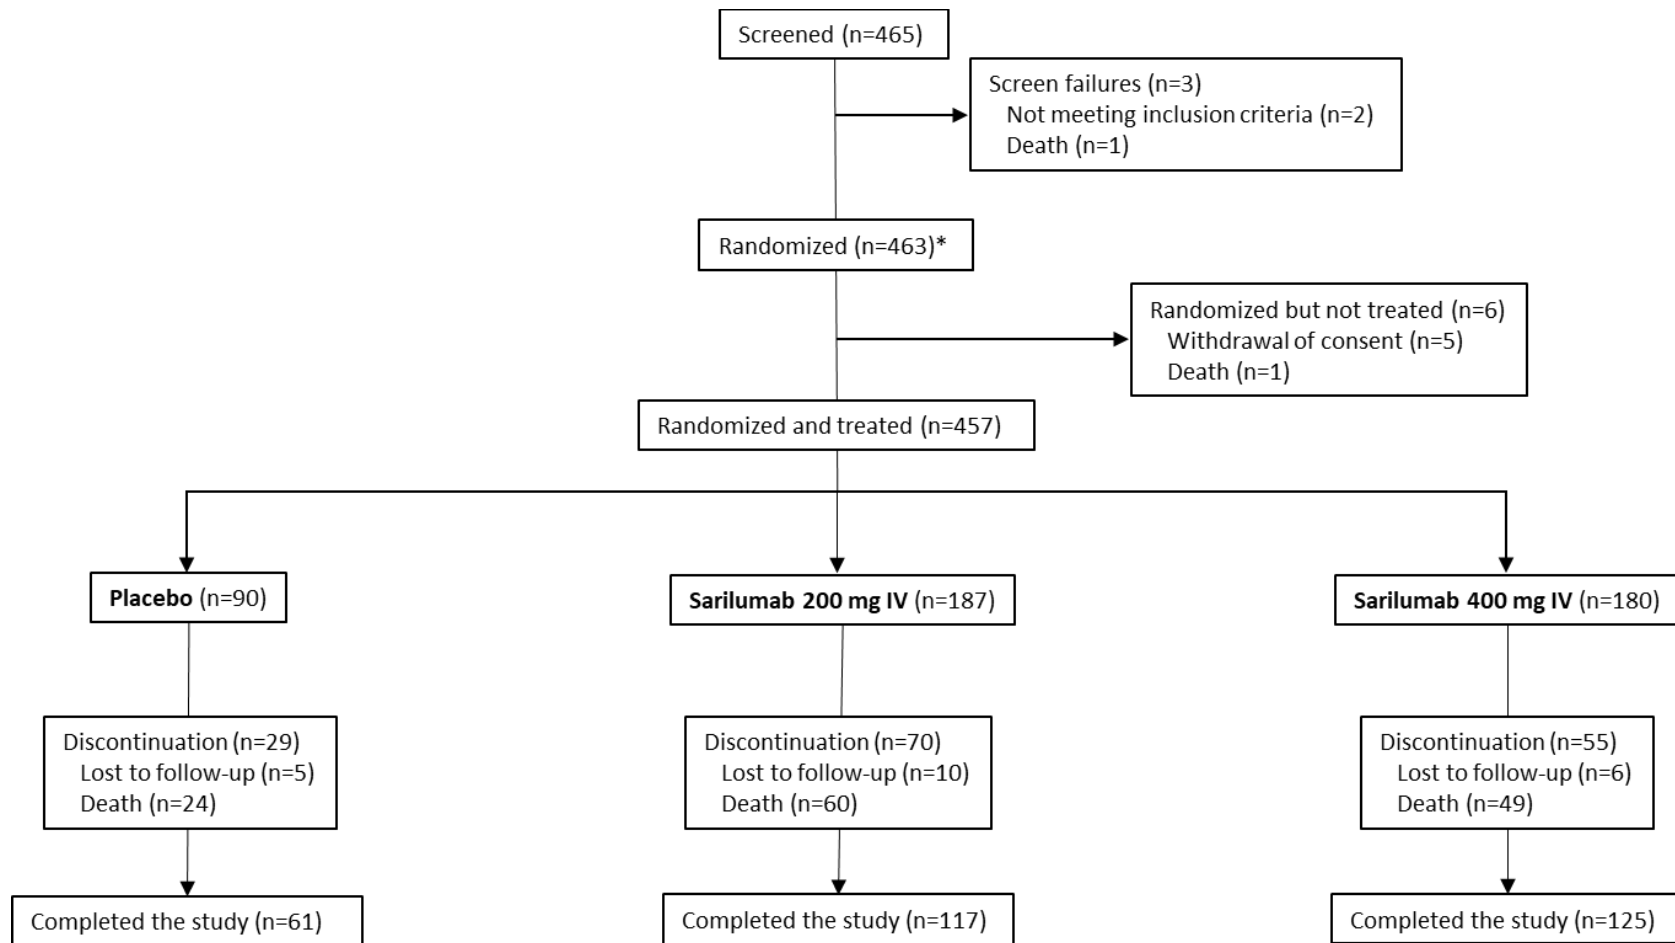 Screened (n=465)
Screen failures (n=3)
Not meeting inclusion criteria (n=2)
Death (n=1)
Randomized (n=463)*
Randomized but not treated (n=6)
Withdrawal of consent (n=5)
Death (n=1)
Randomized and treated (n=457)
Placebo (n=90)
Sarilumab 200 mg IV (n=187)
Sarilumab 400 mg IV (n=180)
Discontinuation (n=29)
Lost to follow-up (n=5)
Death (n=24)
Discontinuation (n=70)
Lost to follow-up (n=10)
Death (n=60)
Discontinuation (n=55)
Lost to follow-up (n=6)
Death (n=49)
Completed the study (n=61)
Completed the study (n=117)
Completed the study (n=125)